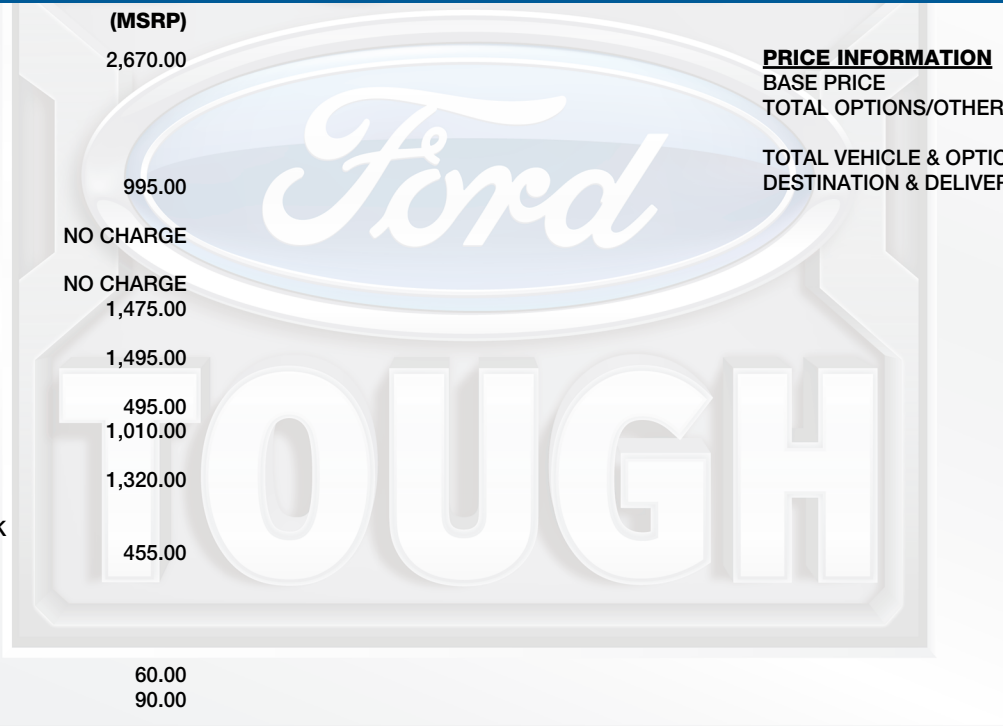 (MSRP)
2,670.00
995.00
NO CHARGE
NO CHARGE
1,475.00
1,495.00
495.00
1,010.00
1,320.00
K
455.00
60.00
90.00
PRICE INFORMATION
BASE PRICE
TOTAL OPTIONS/OTHER
TOTAL VEHICLE & OPTIO
DESTINATION & DELIVER
Ford
TOUGH